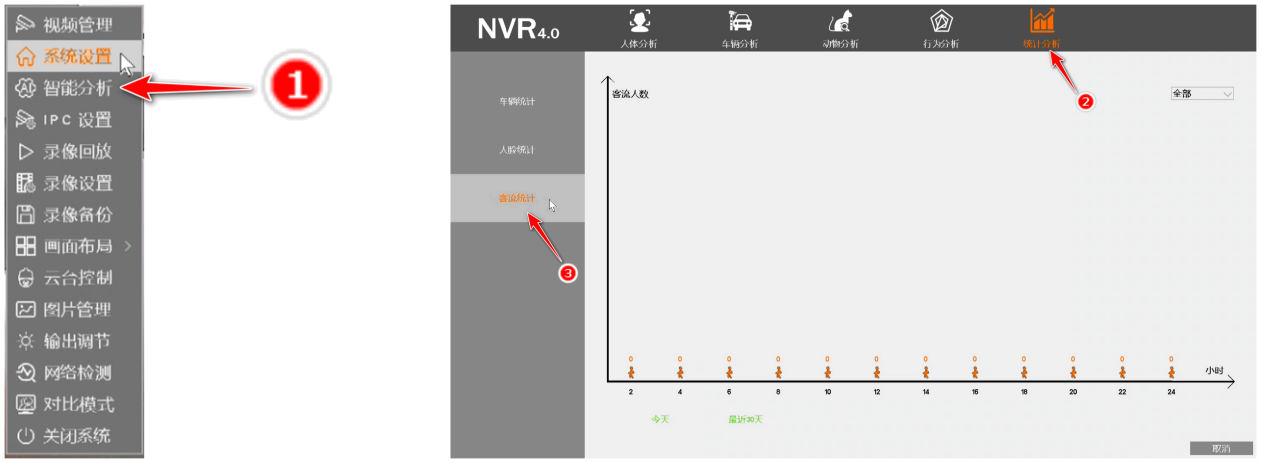 视频管理
系统设置
智能分析
IPC 设置
录像回放
录像设置
录像备份
画面布局 >
云台控制
图片管理
输出调节
网络检测
对比模式
关闭系统
1
NVR4.0
人体分析 车辆分析 动物分析 行为分析 统计分析
2
车辆统计
人脸统计
客流统计
3
客流人数
全部
0 0 0 0 0 0 0 0 0 0 0 0
小时
2 4 6 8 10 12 14 16 18 20 22 24
今天 最近30天
取消